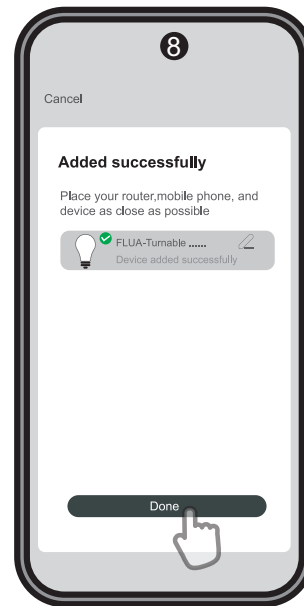 8
Cancel
Added successfully
Place your router,mobile phone, and
device as close as possible
FLUA-Turnable ......
Device added successfully
Done